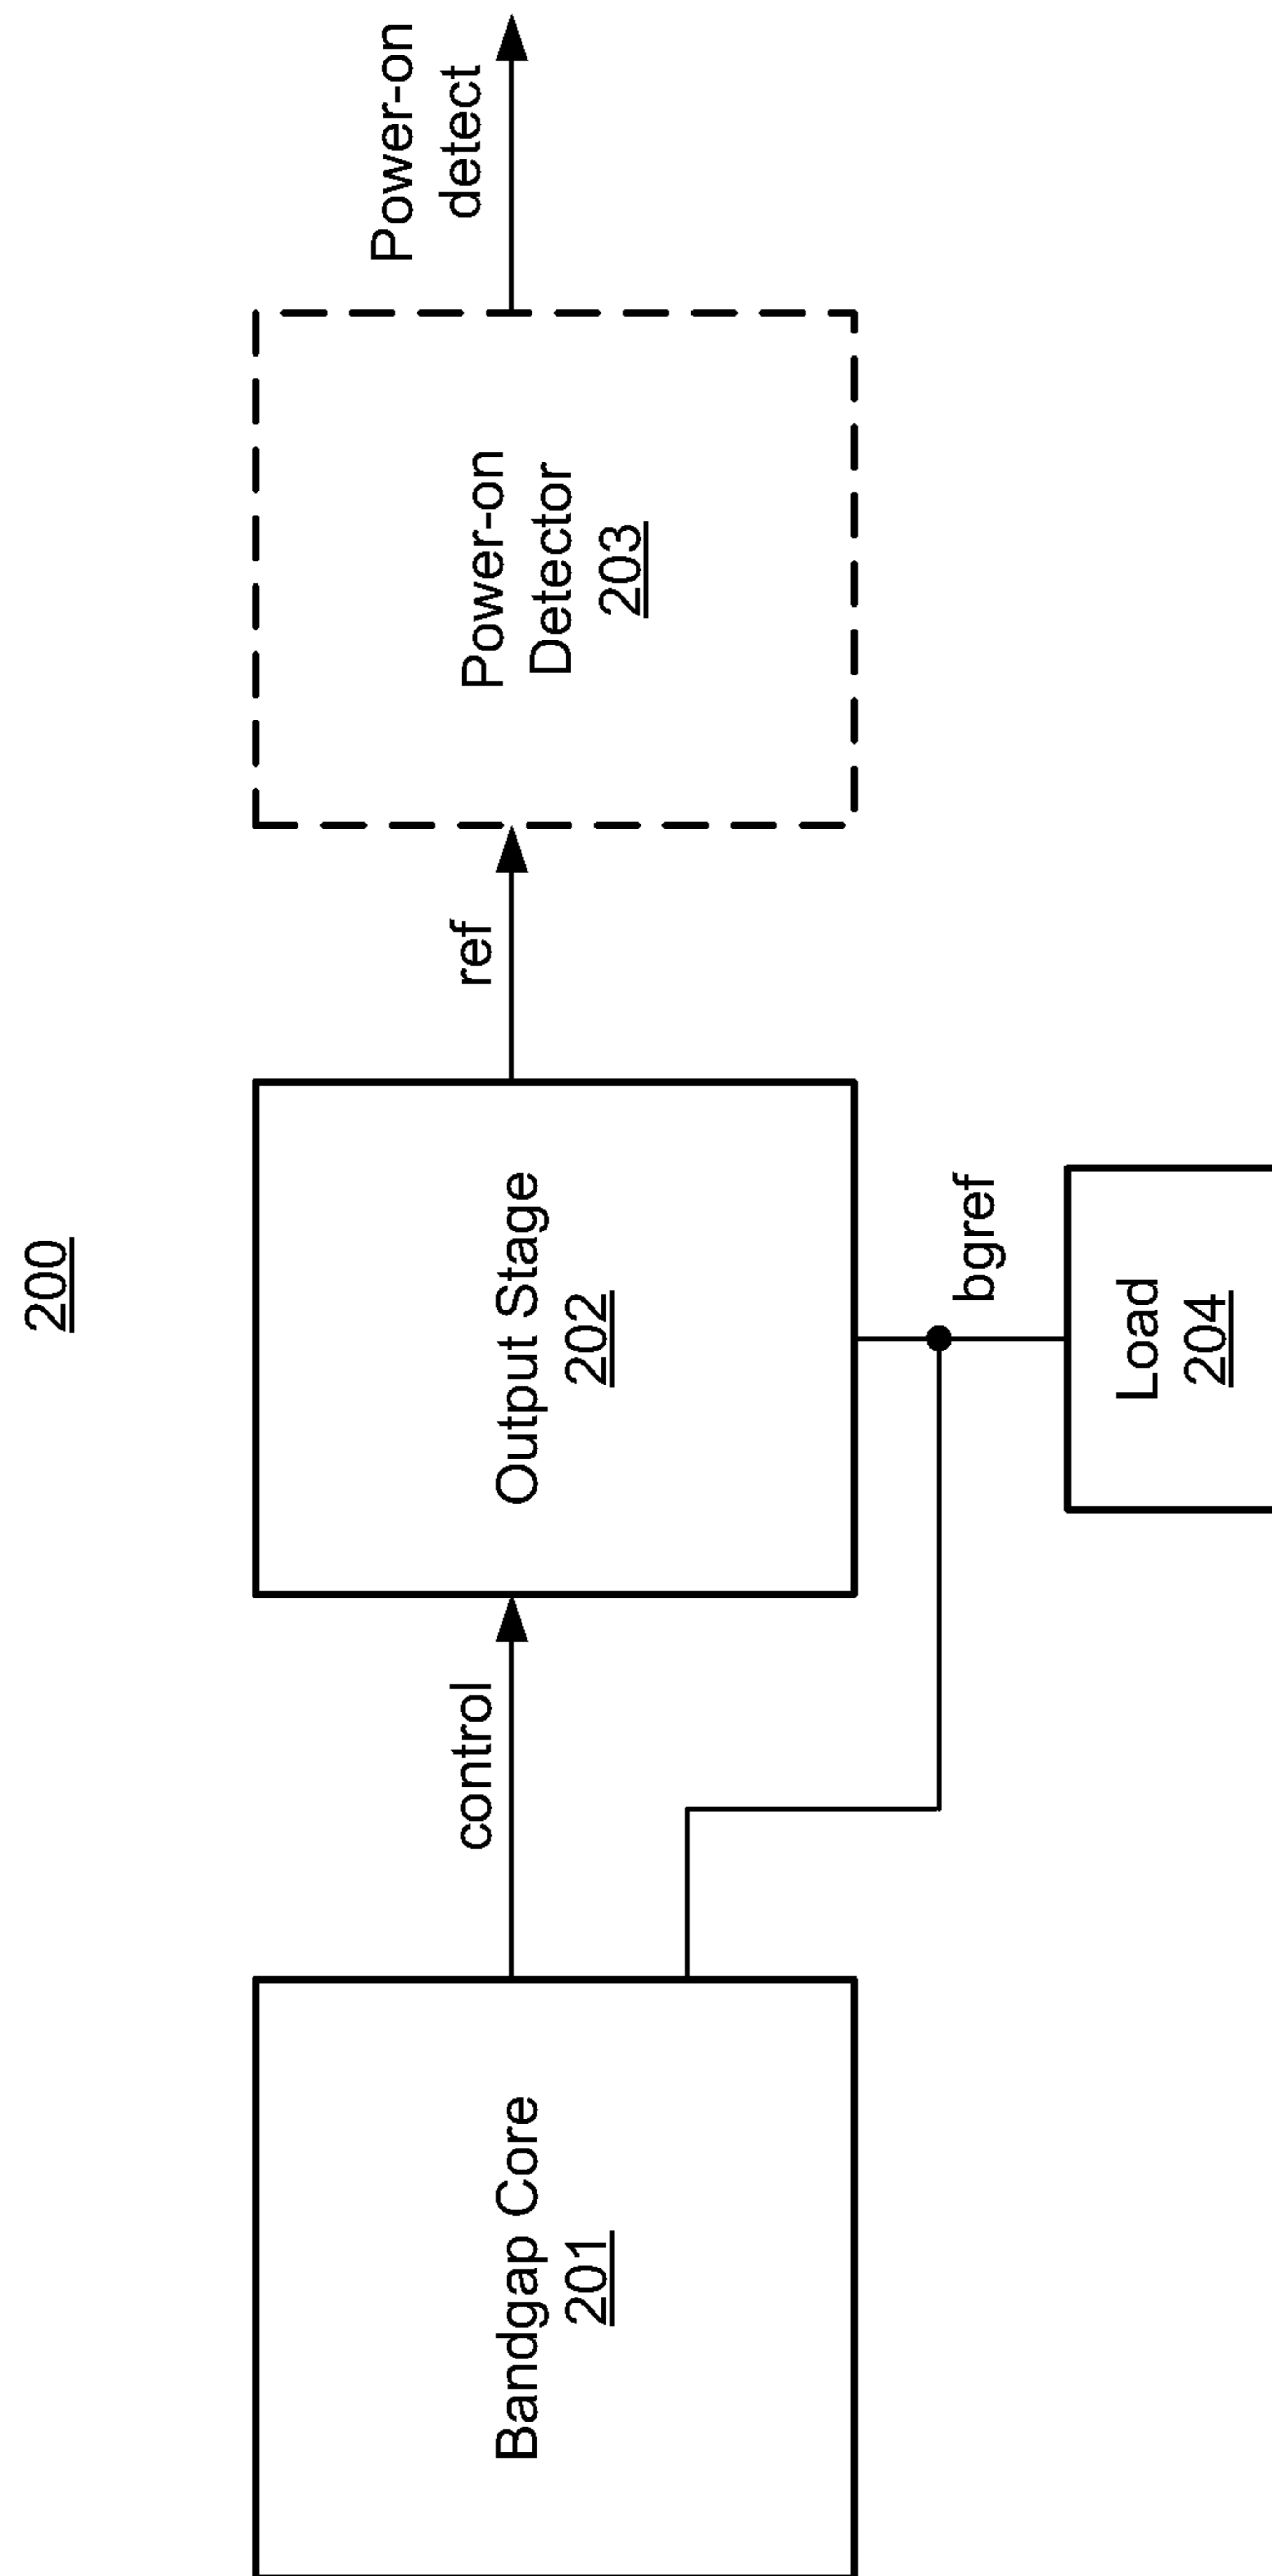 200
Bandgap Core
201
control
Output Stage
202
ref
Power-on
Detector
203
Power-on
detect
bgref
Load
204